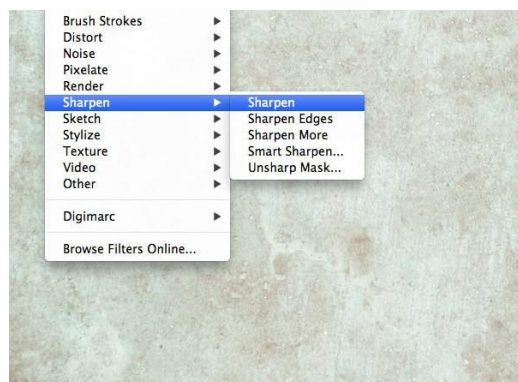 Brush Strokes
Distort
Noise
Pixelate
Render
Sharpen
Sketch
Stylize
Texture
Video
Other
Digimarc
Browse Filters Online...
Sharpen
Sharpen Edges
Sharpen More
Smart Sharpen...
Unsharp Mask...